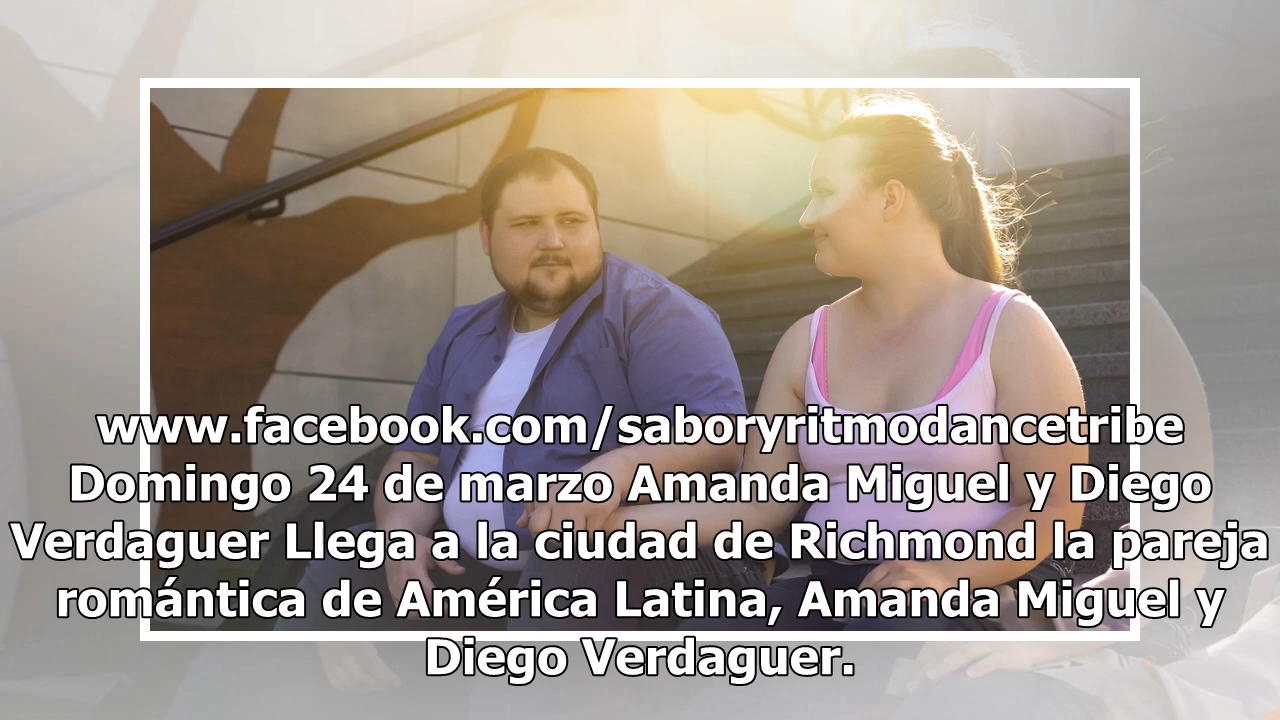 www.facebook.com/saboryritmodancetribe
Domingo 24 de marzo Amanda Miguel y Diego
Verdaguer Llega a la ciudad de Richmond la pareja
romántica de América Latina, Amanda Miguel y
Diego Verdaguer.